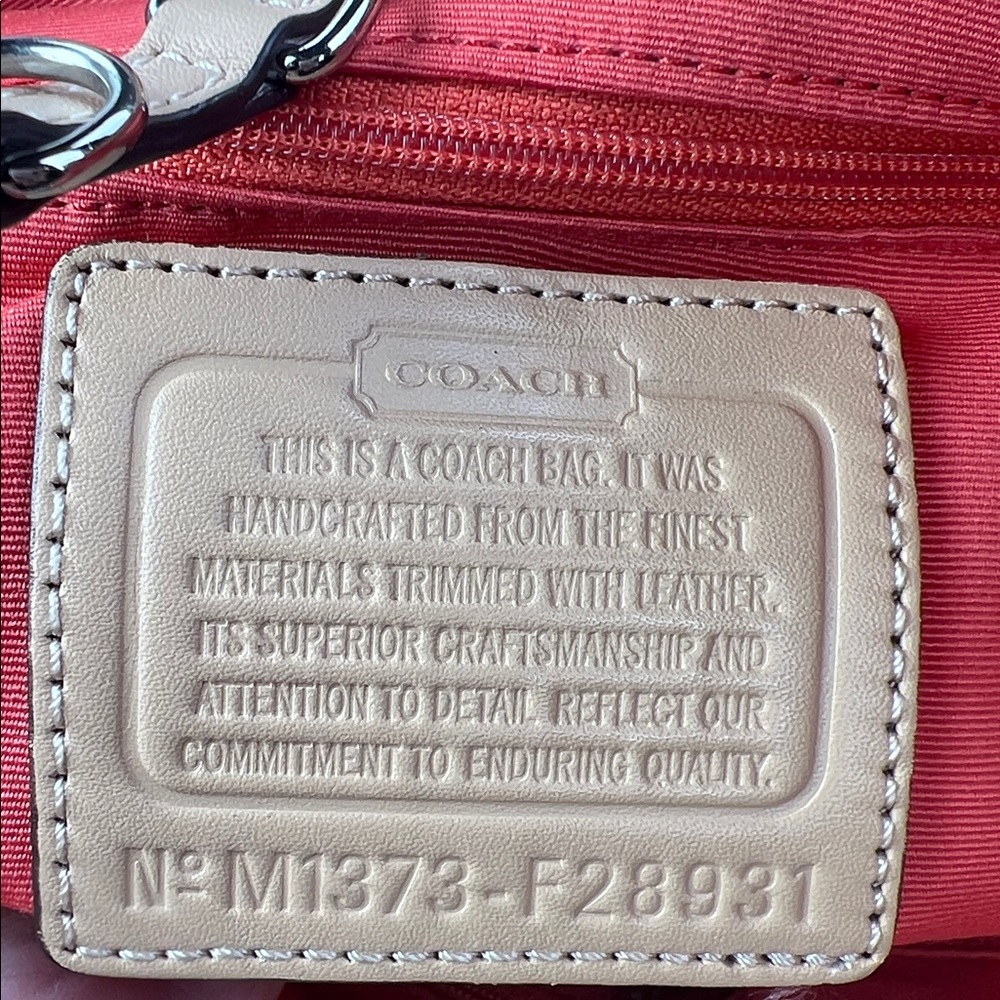 COACH
THIS IS A COACH BAG. IT WAS
HANDCRAFTED FROM THE FINEST
MATERIALS TRIMMED WITH LEATHER.
ITS SUPERIOR CRAFTSMANSHIP AND
ATTENTION TO DETAIL REFLECT OUR
COMMITMENT TO ENDURING QUALITY.
Nº M1373-F28931